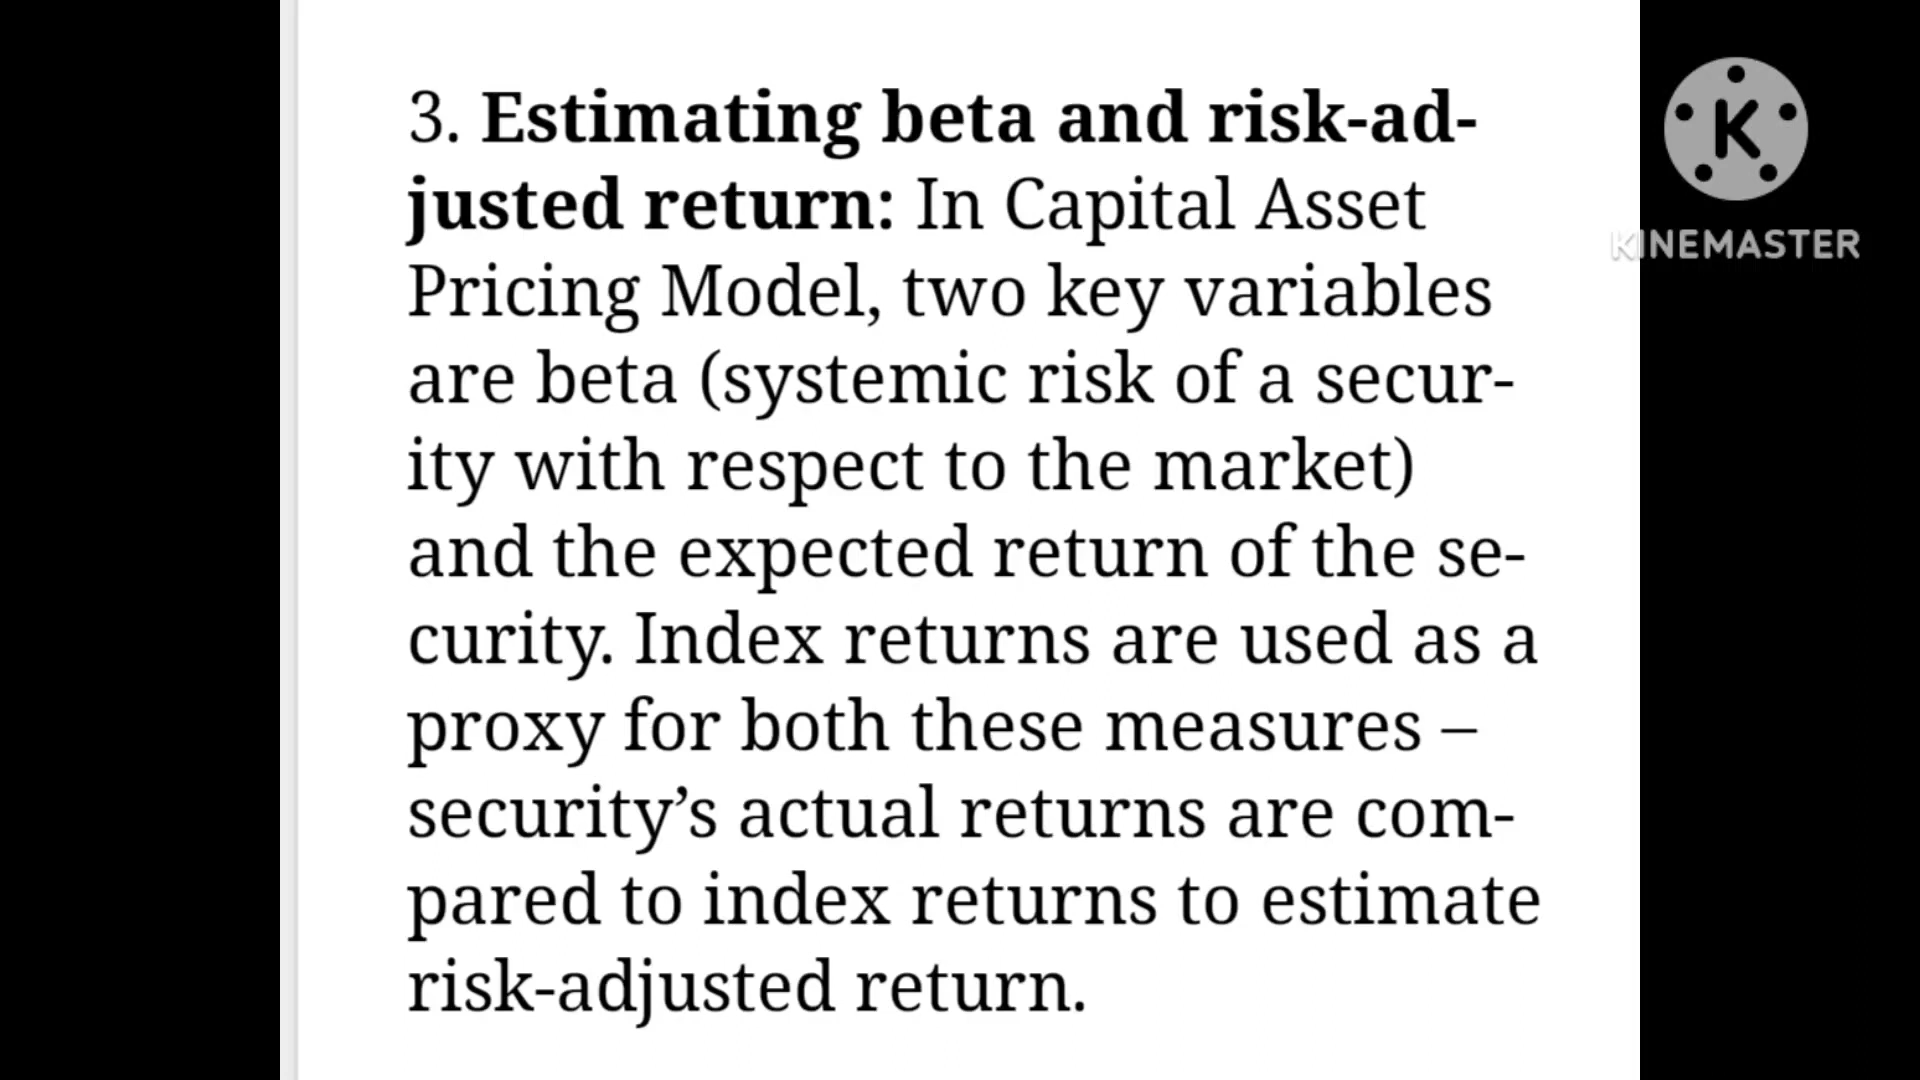 3. Estimating beta and risk-ad-
justed return: In Capital Asset
Pricing Model, two key variables
are beta (systemic risk of a secur-
ity with respect to the market)
and the expected return of the se-
curity. Index returns are used as a
proxy for both these measures –
security’s actual returns are com-
pared to index returns to estimate
risk-adjusted return.
K
KINEMASTER